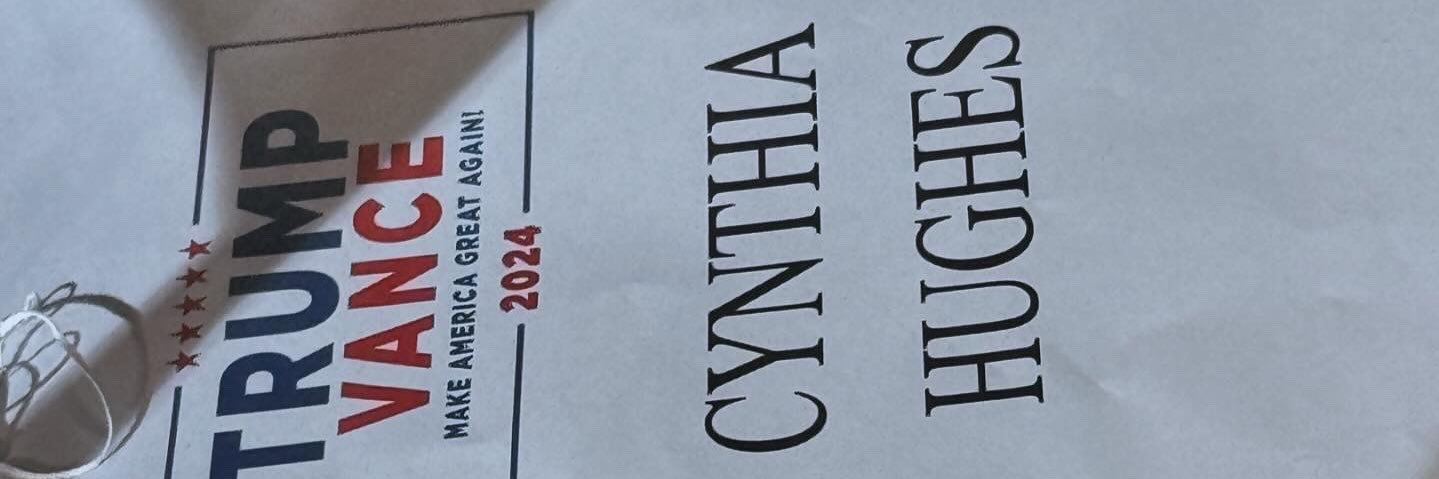 TRUMP
VANCE
MAKE AMERICA GREAT AGAIN!
2024
CYNTHIA
HUGHES